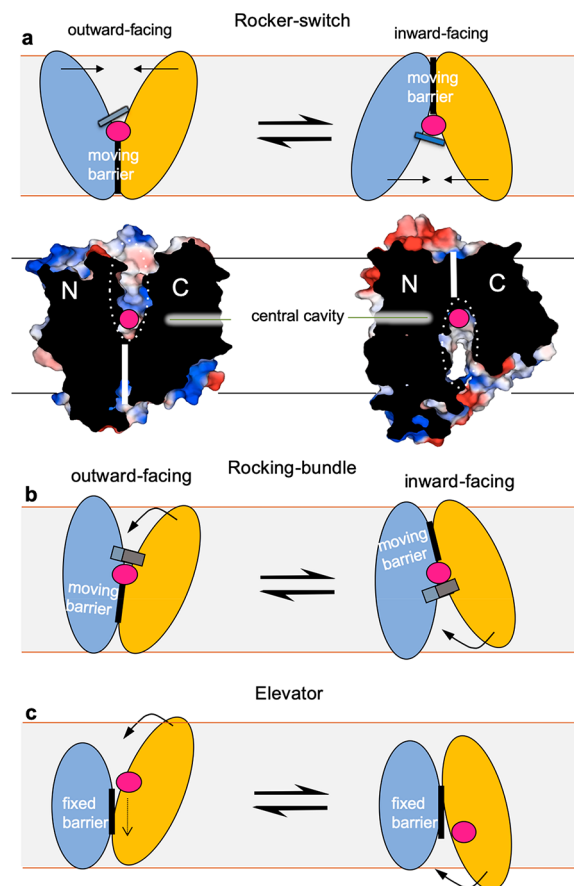 Rocker-switch
a
outward-facing
inward-facing
moving
barrier
moving
barrier
N
C
central cavity
N
C
Rocking-bundle
b
outward-facing
inward-facing
moving
barrier
moving
barrier
Elevator
c
fixed
barrier
fixed
barrier